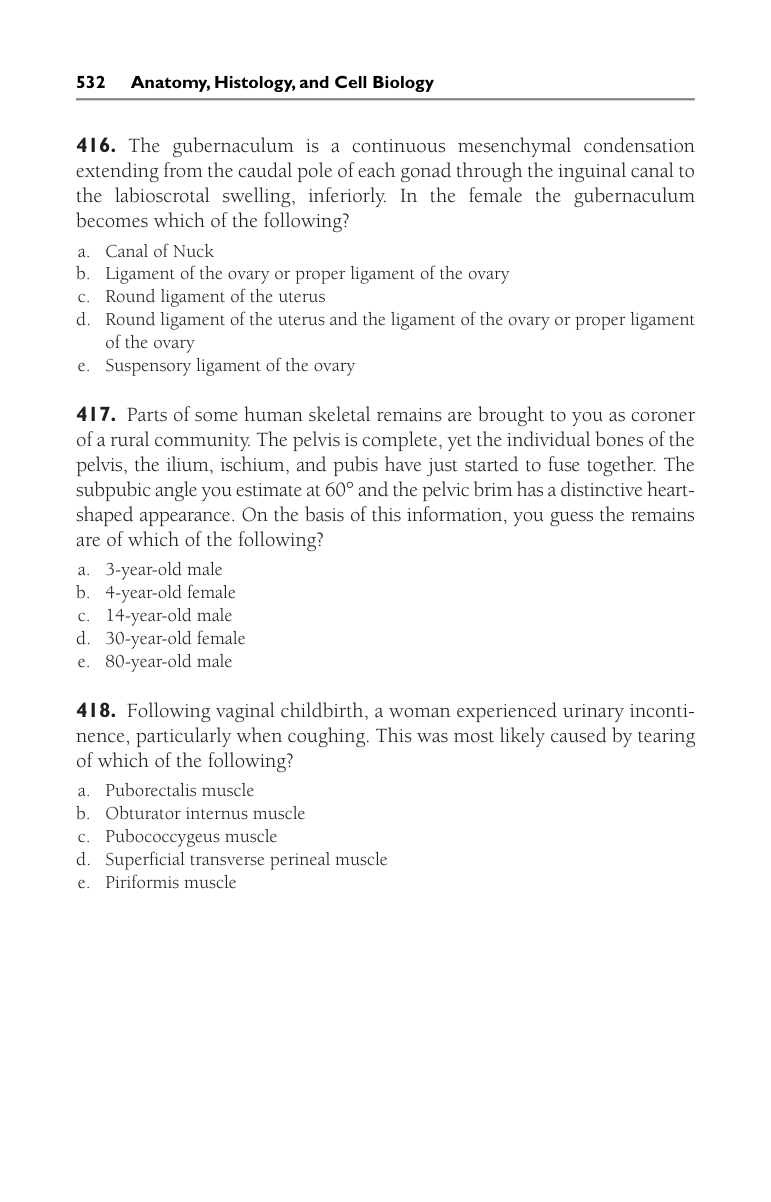 532 Anatomy, Histology, and Cell Biology
416. The gubernaculum is a continuous mesenchymal condensation
extending from the caudal pole of each gonad through the inguinal canal to
the labioscrotal swelling, inferiorly. In the female the gubernaculum
becomes which of the following?
a. Canal of Nuck
b. Ligament of the ovary or proper ligament of the ovary
c. Round ligament of the uterus
d. Round ligament of the uterus and the ligament of the ovary or proper ligament
of the ovary
e. Suspensory ligament of the ovary
417. Parts of some human skeletal remains are brought to you as coroner
of a rural community. The pelvis is complete, yet the individual bones of the
pelvis, the ilium, ischium, and pubis have just started to fuse together. The
subpubic angle you estimate at 60° and the pelvic brim has a distinctive heart-
shaped appearance. On the basis of this information, you guess the remains
are of which of the following?
a. 3-year-old male
b. 4-year-old female
c. 14-year-old male
d. 30-year-old female
e. 80-year-old male
418. Following vaginal childbirth, a woman experienced urinary inconti-
nence, particularly when coughing. This was most likely caused by tearing
of which of the following?
a. Puborectalis muscle
b. Obturator internus muscle
c. Pubococcygeus muscle
d. Superficial transverse perineal muscle
e. Piriformis muscle